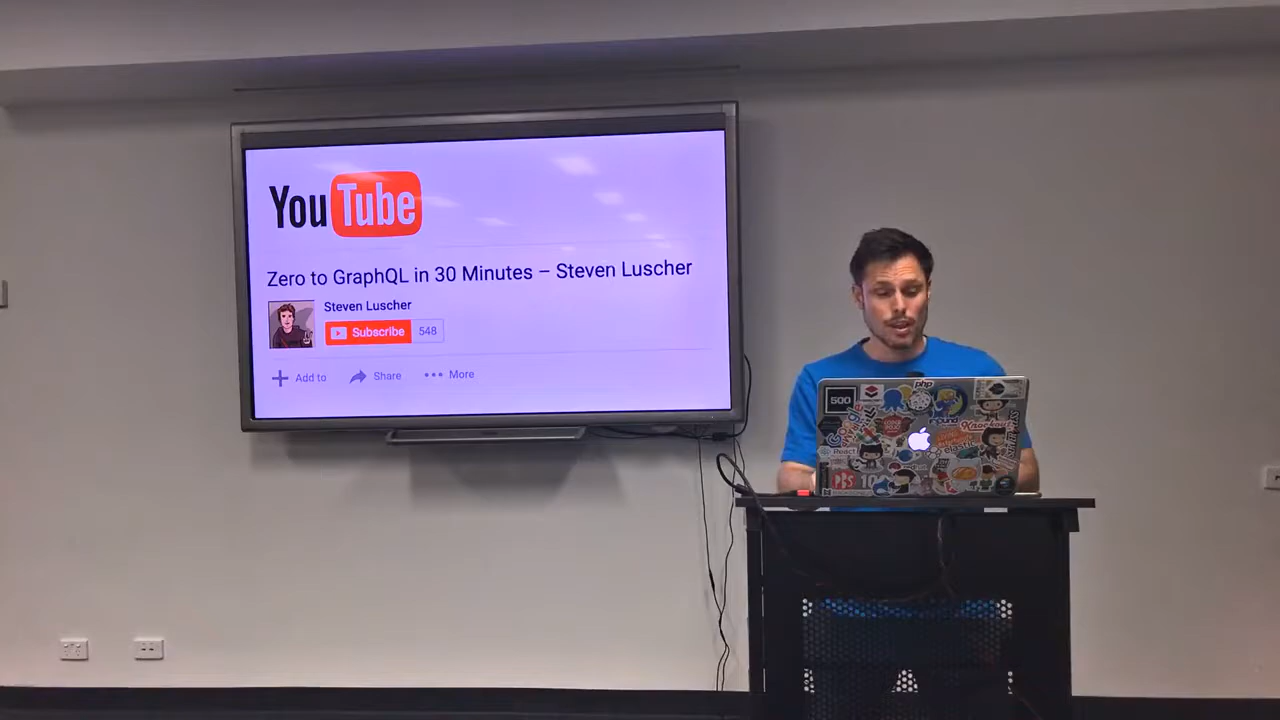 YouTube
Zero to GraphQL in 30 Minutes – Steven Luscher
Steven Luscher
Subscribe 548
Add to Share More
php
500
React
elastic